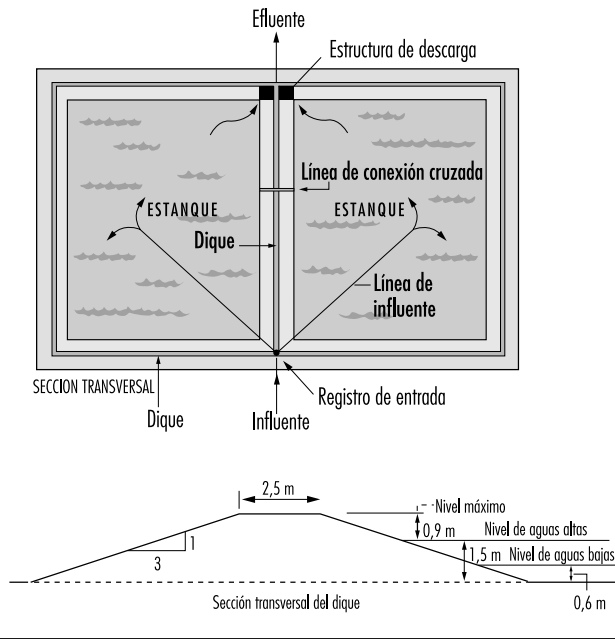 Efluente
Estructura de descarga
Línea de conexión cruzada
ESTANQUE
ESTANQUE
Dique
Línea de
influente
SECCION TRANSVERSAL
Registro de entrada
Dique
Influente
2,5 m
Nivel máximo
1
0,9 m
Nivel de aguas altas
3
1,5 m
Nivel de aguas bajas
Sección transversal del dique
0,6 m